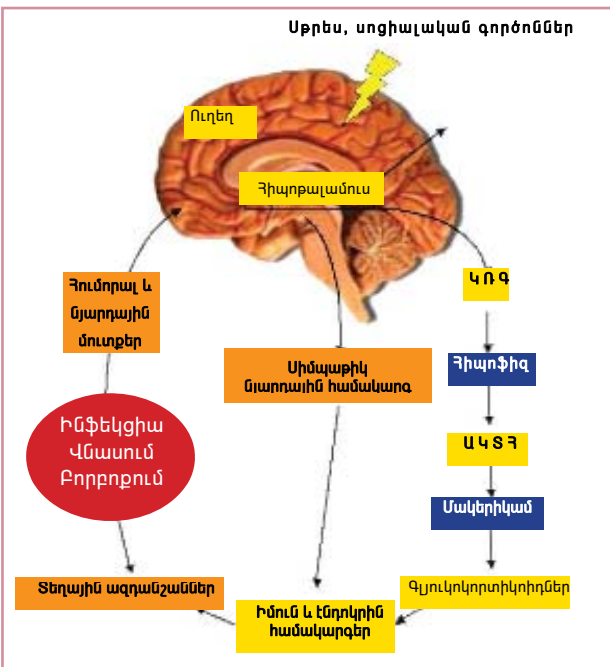 Սթրես, սոցիալական գործոններ
Ուղեղ
Հիպոթալամուս
Հումորալ և
նյարդային
մուտքեր
ԿՌԳ
Սիմպաթիկ
նյարդային համակարգ
Հիպոֆիզ
Ինֆեկցիա
Վնասում
Բորբոքում
ԱԿՏՀ
Մակերիկամ
Տեղային ազդանշաններ
Գլյուկոկորտիկոիդներ
Իմուն և էնդոկրին
համակարգեր